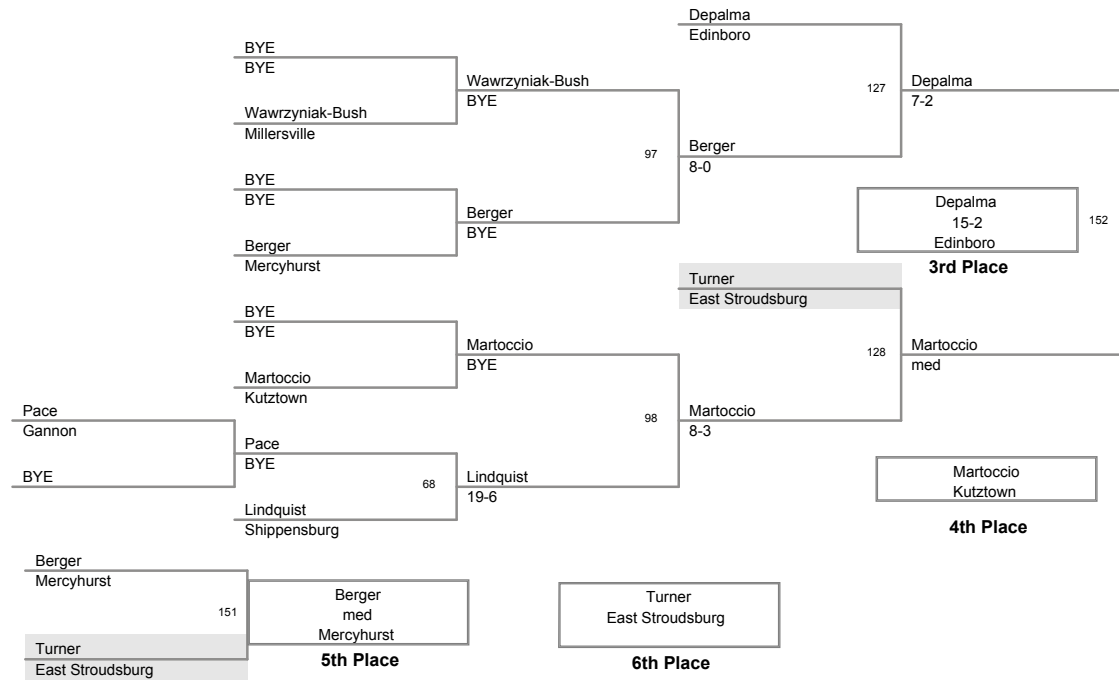 Depalma
Edinboro
BYE
BYE
Wawrzyniak-Bush
BYE
127
Depalma
7-2
Wawrzyniak-Bush
Millersville
97
Berger
8-0
BYE
BYE
Berger
BYE
Depalma
15-2
Edinboro
152
3rd Place
Berger
Mercyhurst
Turner
East Stroudsburg
BYE
BYE
Martoccio
BYE
128
Martoccio
med
Martoccio
Kutztown
Pace
Gannon
98
Martoccio
8-3
Pace
BYE
BYE
68
Lindquist
19-6
Martoccio
Kutztown
4th Place
Lindquist
Shippensburg
Berger
Mercyhurst
151
Berger
med
Mercyhurst
5th Place
Turner
East Stroudsburg
6th Place
Turner
East Stroudsburg